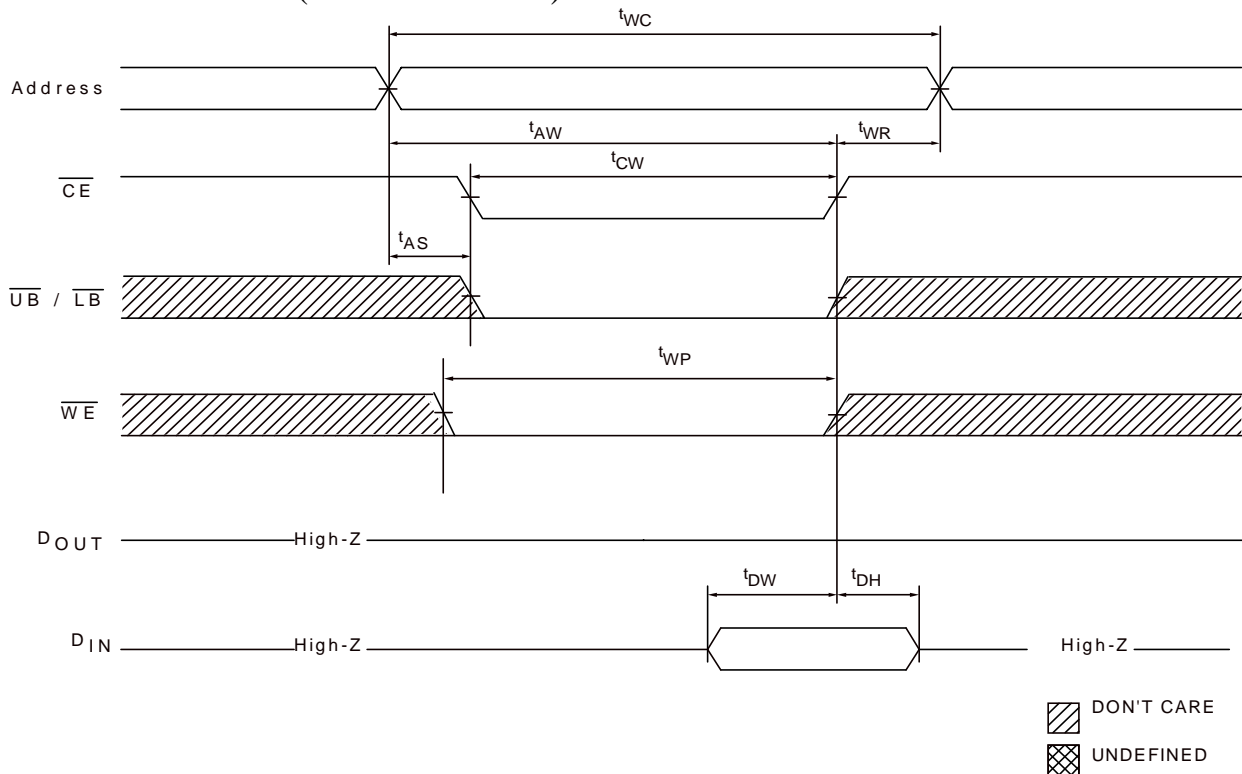 tWC
Address
tAW
tWR
tCW
CE
tAS
UB / LB
tWP
WE
DOUT High-Z
tDW
tDH
DIN High-Z High-Z
DON'T CARE
UNDEFINED